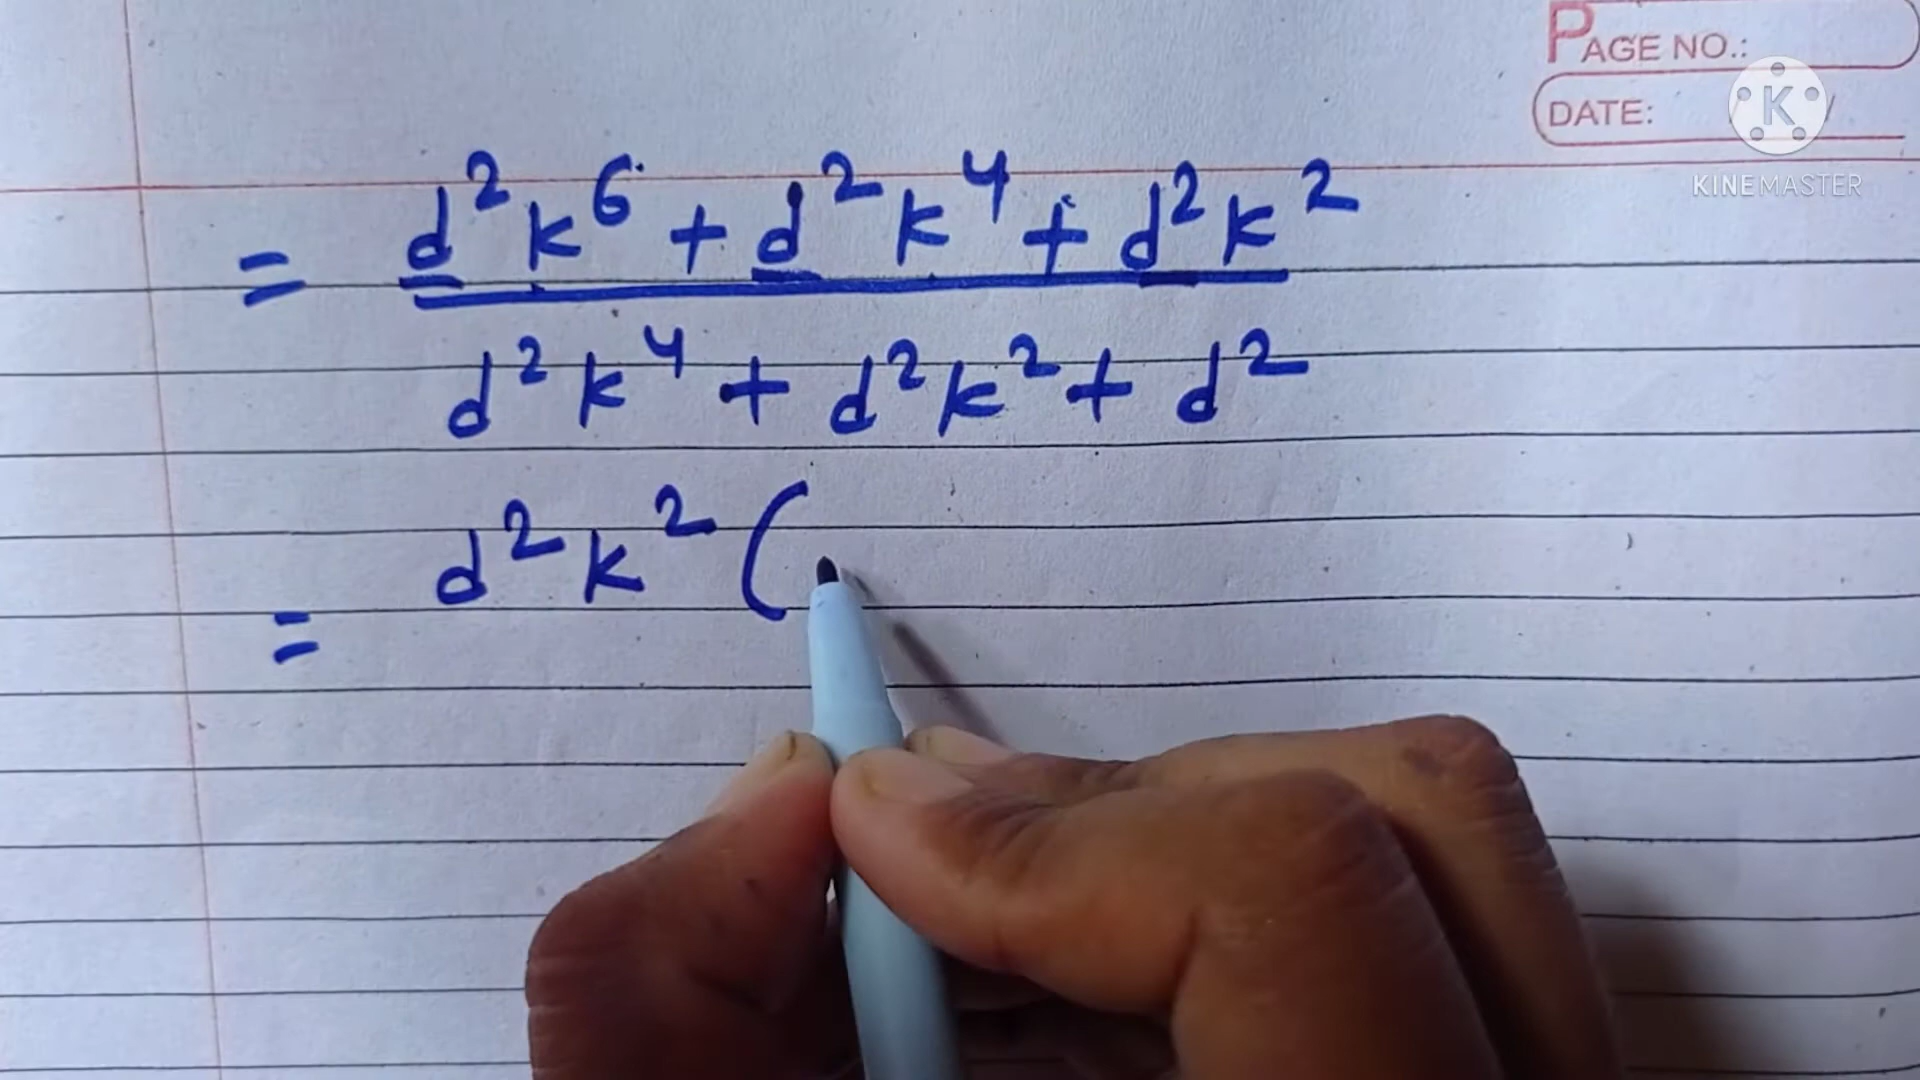 PAGE NO.:
DATE: / /
K
KINEMASTER
= d²k⁶ + d²k⁴ + d²k²
d²k⁴ + d²k² + d²
= d²k² (